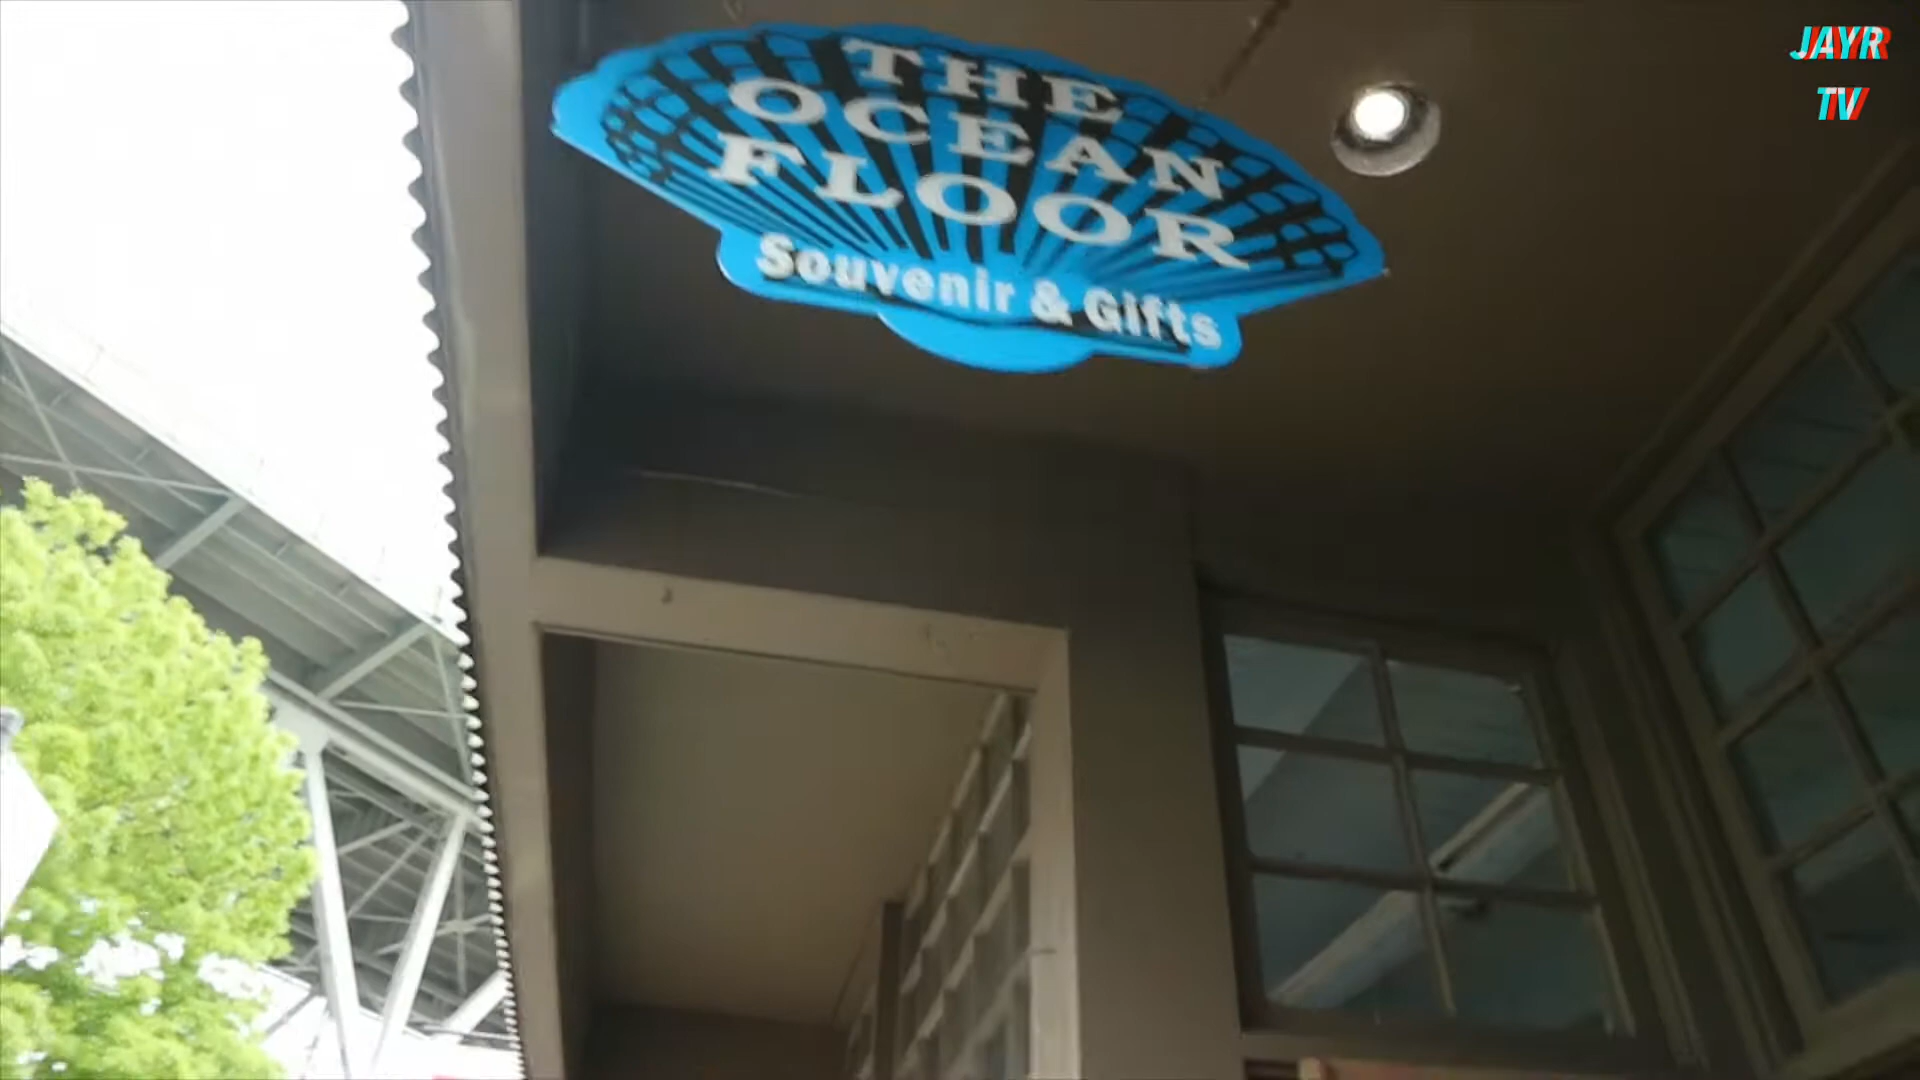 THE
OCEAN
FLOOR
Souvenir & Gifts
JAYR
TV